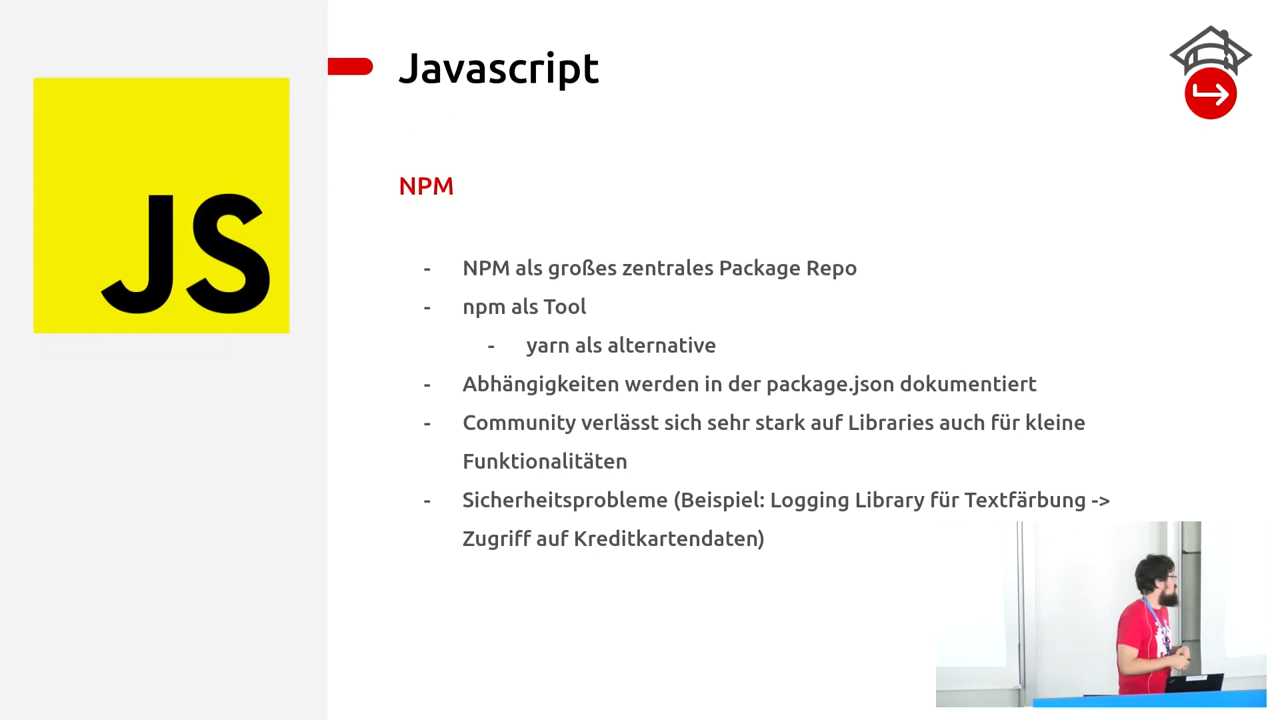 Javascript
JS
NPM
- NPM als großes zentrales Package Repo
- npm als Tool
- yarn als alternative
- Abhängigkeiten werden in der package.json dokumentiert
- Community verlässt sich sehr stark auf Libraries auch für kleine
Funktionalitäten
- Sicherheitsprobleme (Beispiel: Logging Library für Textfärbung ->
Zugriff auf Kreditkartendaten)